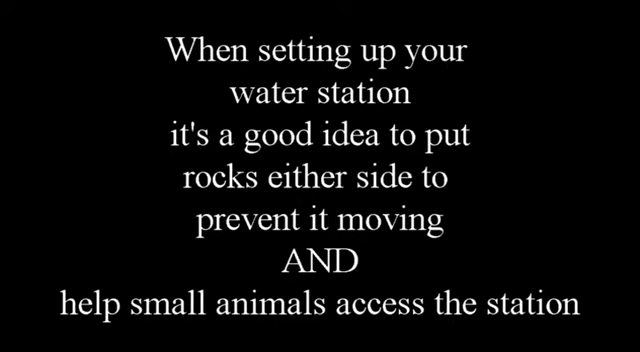 When setting up your
water station
it's a good idea to put
rocks either side to
prevent it moving
AND
help small animals access the station